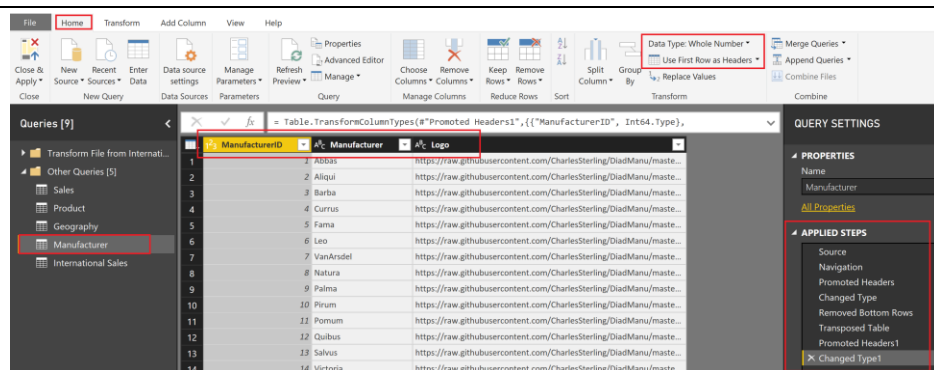 File Home Transform Add Column View Help
Close & Apply New Source Recent Sources Enter Data Data source settings Manage Parameters Refresh Preview Properties Advanced Editor Manage Choose Columns Remove Columns Keep Rows Remove Rows Split Column Group By Data Type: Whole Number Use First Row as Headers Replace Values Merge Queries Append Queries Combine Files
Close New Query Data Sources Parameters Query Manage Columns Reduce Rows Sort Transform Combine
Queries [9] < fx = Table.TransformColumnTypes(#"Promoted Headers1",{{"ManufacturerID", Int64.Type}, QUERY SETTINGS
Transform File from Internati...
Other Queries [5]
Sales
Product
Geography
Manufacturer
International Sales
1²3 ManufacturerID ABC Manufacturer ABC Logo
1 1 Abbas https://raw.githubusercontent.com/CharlesSterling/DiadManu/maste...
2 2 Aliqui https://raw.githubusercontent.com/CharlesSterling/DiadManu/maste...
3 3 Barba https://raw.githubusercontent.com/CharlesSterling/DiadManu/maste...
4 4 Currus https://raw.githubusercontent.com/CharlesSterling/DiadManu/maste...
5 5 Fama https://raw.githubusercontent.com/CharlesSterling/DiadManu/maste...
6 6 Leo https://raw.githubusercontent.com/CharlesSterling/DiadManu/maste...
7 7 VanArsdel https://raw.githubusercontent.com/CharlesSterling/DiadManu/maste...
8 8 Natura https://raw.githubusercontent.com/CharlesSterling/DiadManu/maste...
9 9 Palma https://raw.githubusercontent.com/CharlesSterling/DiadManu/maste...
10 10 Pirum https://raw.githubusercontent.com/CharlesSterling/DiadManu/maste...
11 11 Pomum https://raw.githubusercontent.com/CharlesSterling/DiadManu/maste...
12 12 Quibus https://raw.githubusercontent.com/CharlesSterling/DiadManu/maste...
13 13 Salvus https://raw.githubusercontent.com/CharlesSterling/DiadManu/maste...
14 14 Victoria https://raw.githubusercontent.com/CharlesSterling/DiadManu/maste...
PROPERTIES
Name
Manufacturer
All Properties
APPLIED STEPS
Source
Navigation
Promoted Headers
Changed Type
Removed Bottom Rows
Transposed Table
Promoted Headers1
Changed Type1